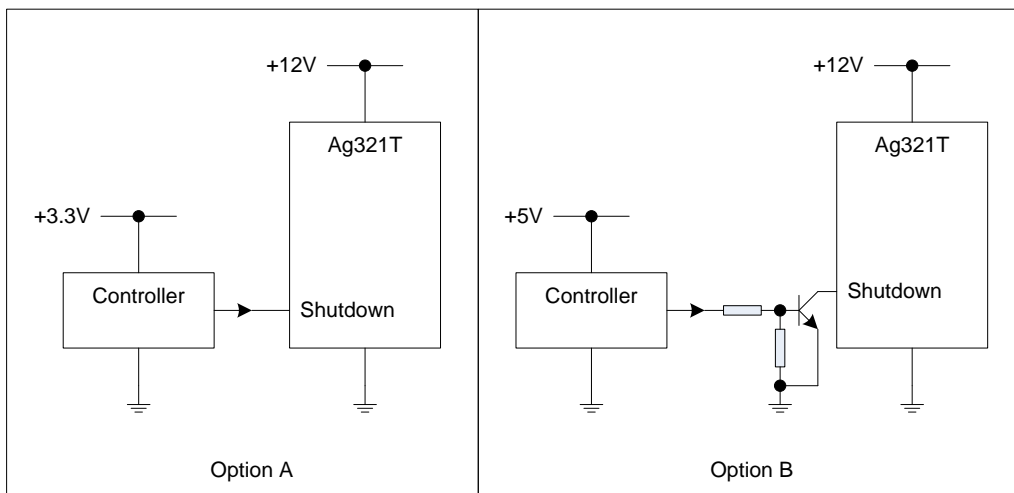 +12V
Ag321T
+3.3V
Controller
Shutdown
Option A
+12V
Ag321T
+5V
Controller
Shutdown
Option B